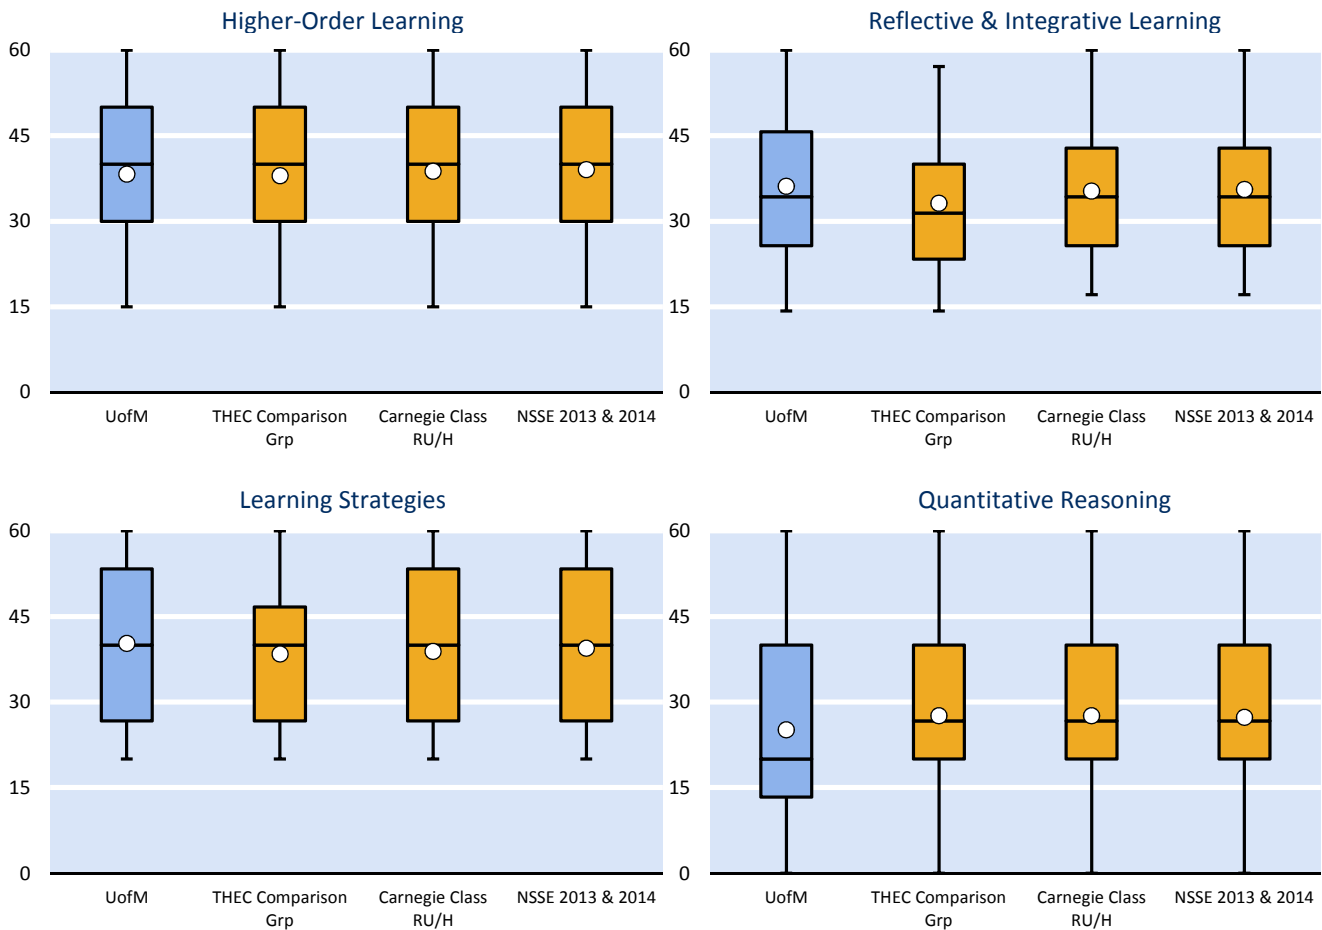 Higher-Order Learning
60
45
30
15
0
UofM
THEC Comparison
Grp
Carnegie Class
RU/H
NSSE 2013 & 2014
Reflective & Integrative Learning
60
45
30
15
0
UofM
THEC Comparison
Grp
Carnegie Class
RU/H
NSSE 2013 & 2014
Learning Strategies
60
45
30
15
0
UofM
THEC Comparison
Grp
Carnegie Class
RU/H
NSSE 2013 & 2014
Quantitative Reasoning
60
45
30
15
0
UofM
THEC Comparison
Grp
Carnegie Class
RU/H
NSSE 2013 & 2014